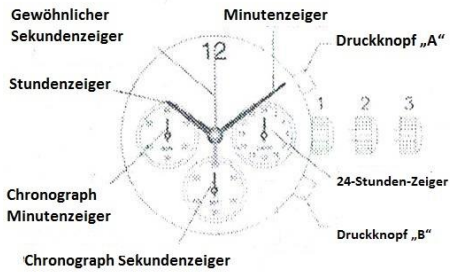 Gewöhnlicher
Sekundenzeiger
Minutenzeiger
Druckknopf „A“
12
Stundenzeiger
1 2 3
24-Stunden-Zeiger
Chronograph
Minutenzeiger
Druckknopf „B“
Chronograph Sekundenzeiger